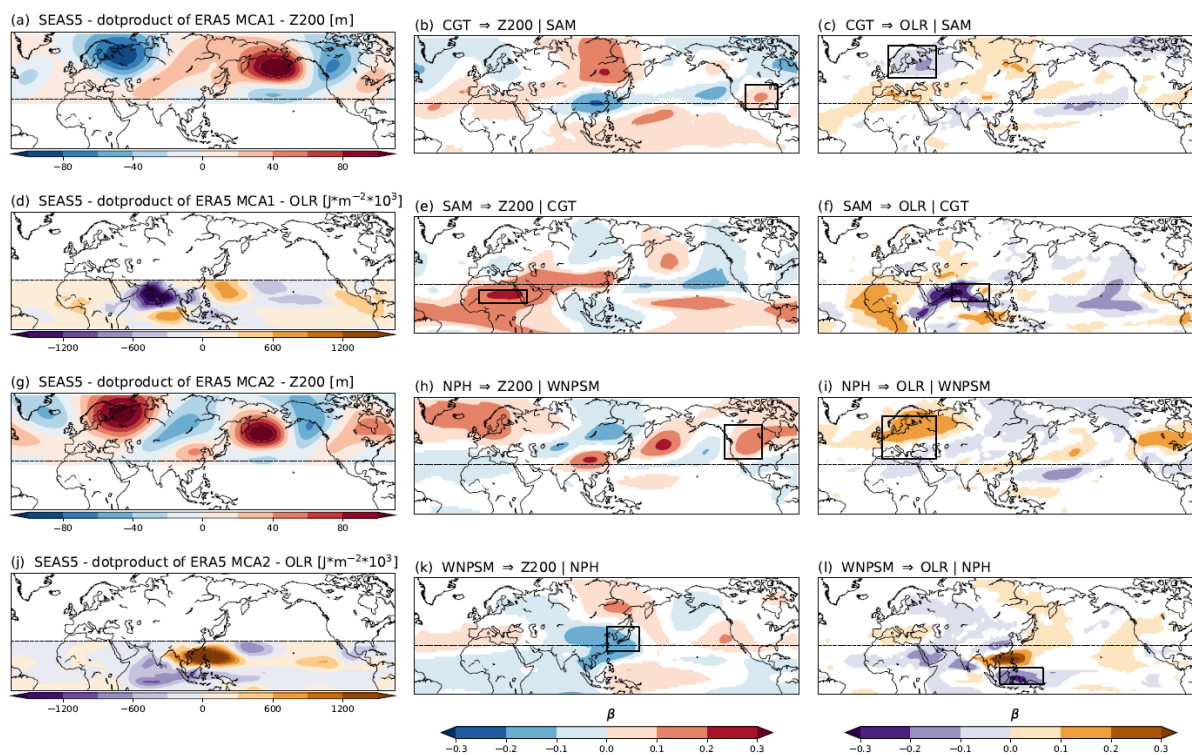 (a) SEAS5 - dotproduct of ERA5 MCA1 - Z200 [m]
(b) CGT ⇒ Z200 | SAM
(c) CGT ⇒ OLR | SAM
−80 −40 0 40 80
(d) SEAS5 - dotproduct of ERA5 MCA1 - OLR [J*m⁻²*10³]
(e) SAM ⇒ Z200 | CGT
(f) SAM ⇒ OLR | CGT
−1200 −600 0 600 1200
(g) SEAS5 - dotproduct of ERA5 MCA2 - Z200 [m]
(h) NPH ⇒ Z200 | WNPSM
(i) NPH ⇒ OLR | WNPSM
−80 −40 0 40 80
(j) SEAS5 - dotproduct of ERA5 MCA2 - OLR [J*m⁻²*10³]
(k) WNPSM ⇒ Z200 | NPH
(l) WNPSM ⇒ OLR | NPH
−1200 −600 0 600 1200
β
−0.3 −0.2 −0.1 0.0 0.1 0.2 0.3
β
−0.3 −0.2 −0.1 0.0 0.1 0.2 0.3